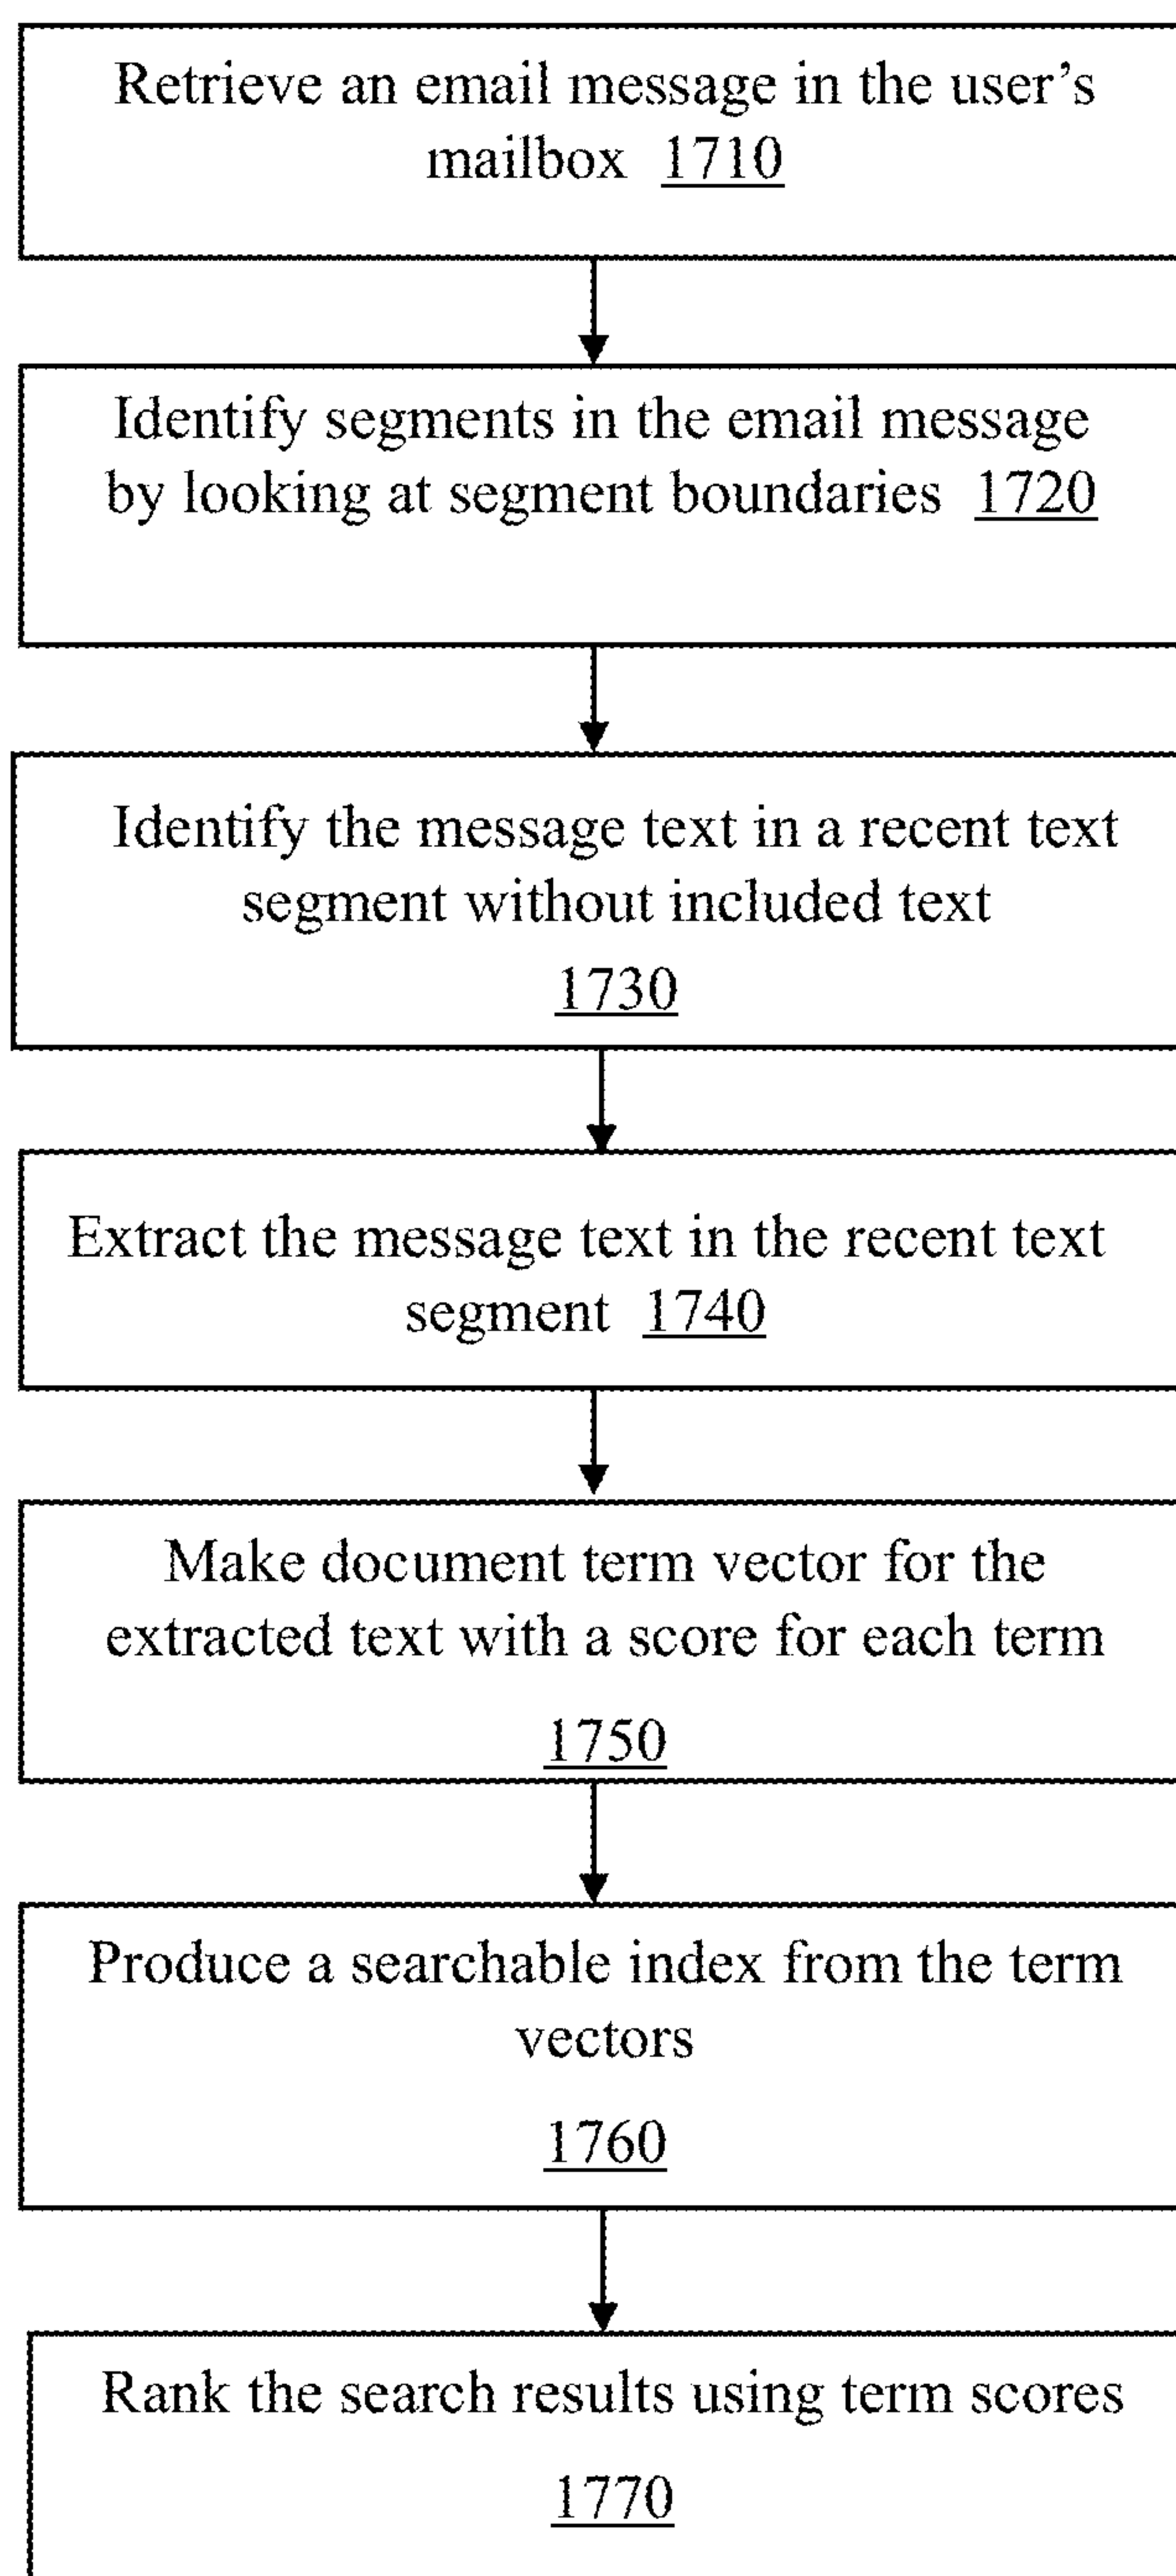 Retrieve an email message in the user’s
mailbox 1710
Identify segments in the email message
by looking at segment boundaries 1720
Identify the message text in a recent text
segment without included text
1730
Extract the message text in the recent text
segment 1740
Make document term vector for the
extracted text with a score for each term
1750
Produce a searchable index from the term
vectors
1760
Rank the search results using term scores
1770